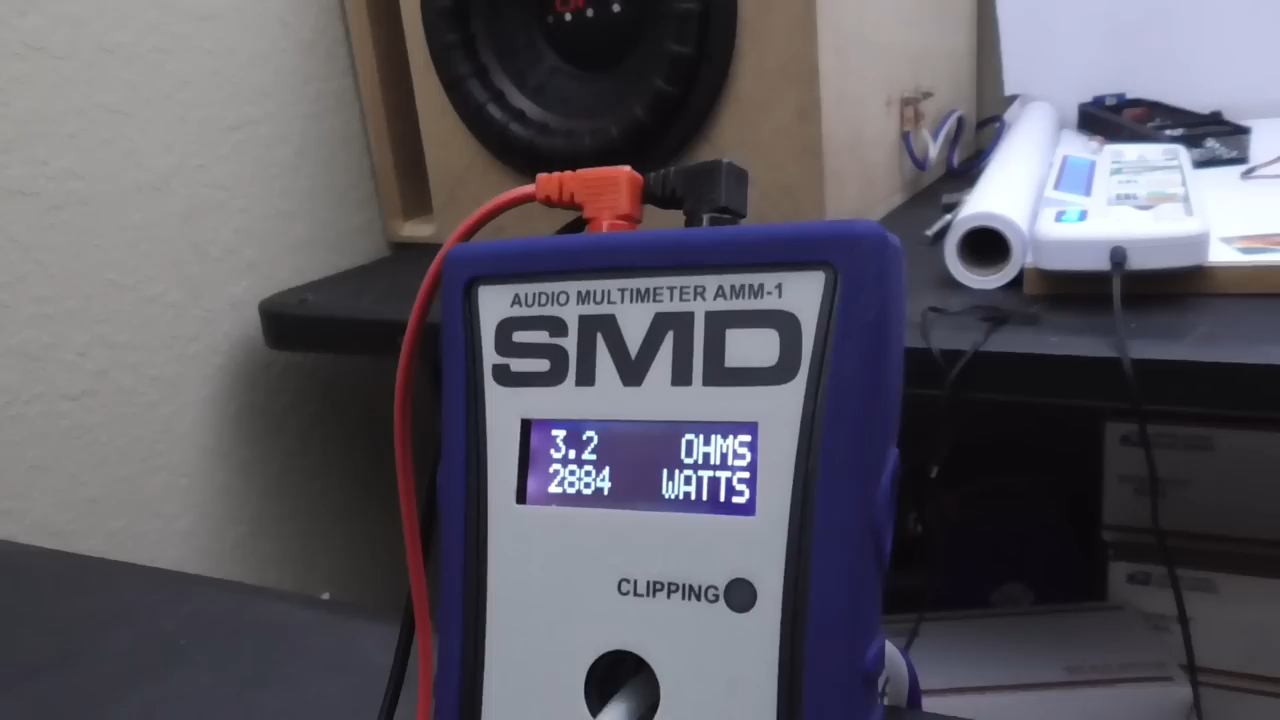 AUDIO MULTIMETER AMM-1
SMD
3.2 OHMS
2884 WATTS
CLIPPING